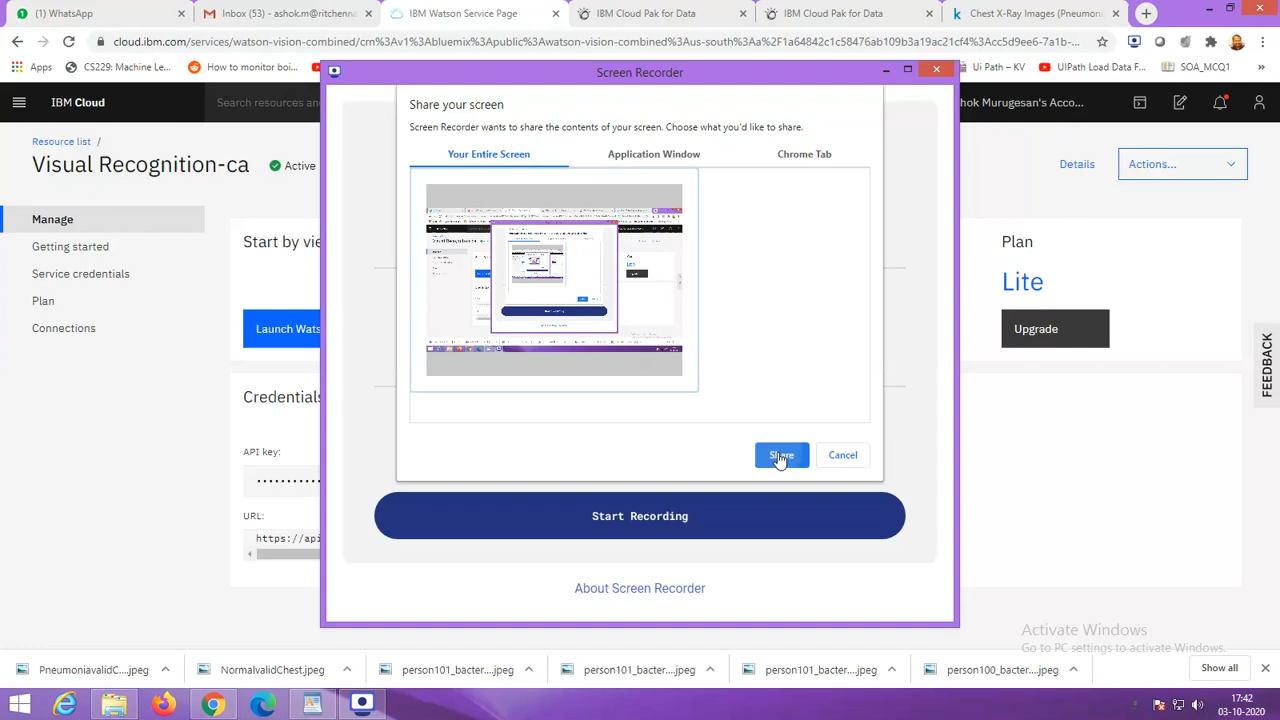 (1) WhatsApp
Inbox (53) - ashok.m@ritchennai
IBM Watson Service Page
IBM Cloud Pak for Data
IBM Cloud Pak for Data
Chest X-Ray Images (Pneumoni
cloud.ibm.com/services/watson-vision-combined/crn%3Av1%3Abluemix%3Apublic%3Awatson-vision-combined%3Aus-south%3Aa%2F1a64842c1c58476ab109b3a19ac21cf4%3Acc5d9ee6-7a1b-...
Apps
CS229: Machine Le...
How to monitor boi...
Ui Path – KV
UIPath Load Data F...
SOA_MCQ1
Screen Recorder
IBM Cloud
Search resources and
shok Murugesan's Acco...
Share your screen
Screen Recorder wants to share the contents of your screen. Choose what you'd like to share.
Your Entire Screen
Application Window
Chrome Tab
Resource list /
Visual Recognition-ca
Active
Details
Actions...
Manage
Getting started
Service credentials
Plan
Connections
Start by vie
Launch Wats
Plan
Lite
Upgrade
FEEDBACK
Credentials
API key:
URL:
https://api
Share
Cancel
Start Recording
About Screen Recorder
Activate Windows
Go to PC settings to activate Windows.
PneumoniavalidC....jpeg
NormalvalidChest.jpeg
person101_bacter....jpeg
person101_bacter....jpeg
person101_bacter....jpeg
person100_bacter....jpeg
Show all
17:42
03-10-2020